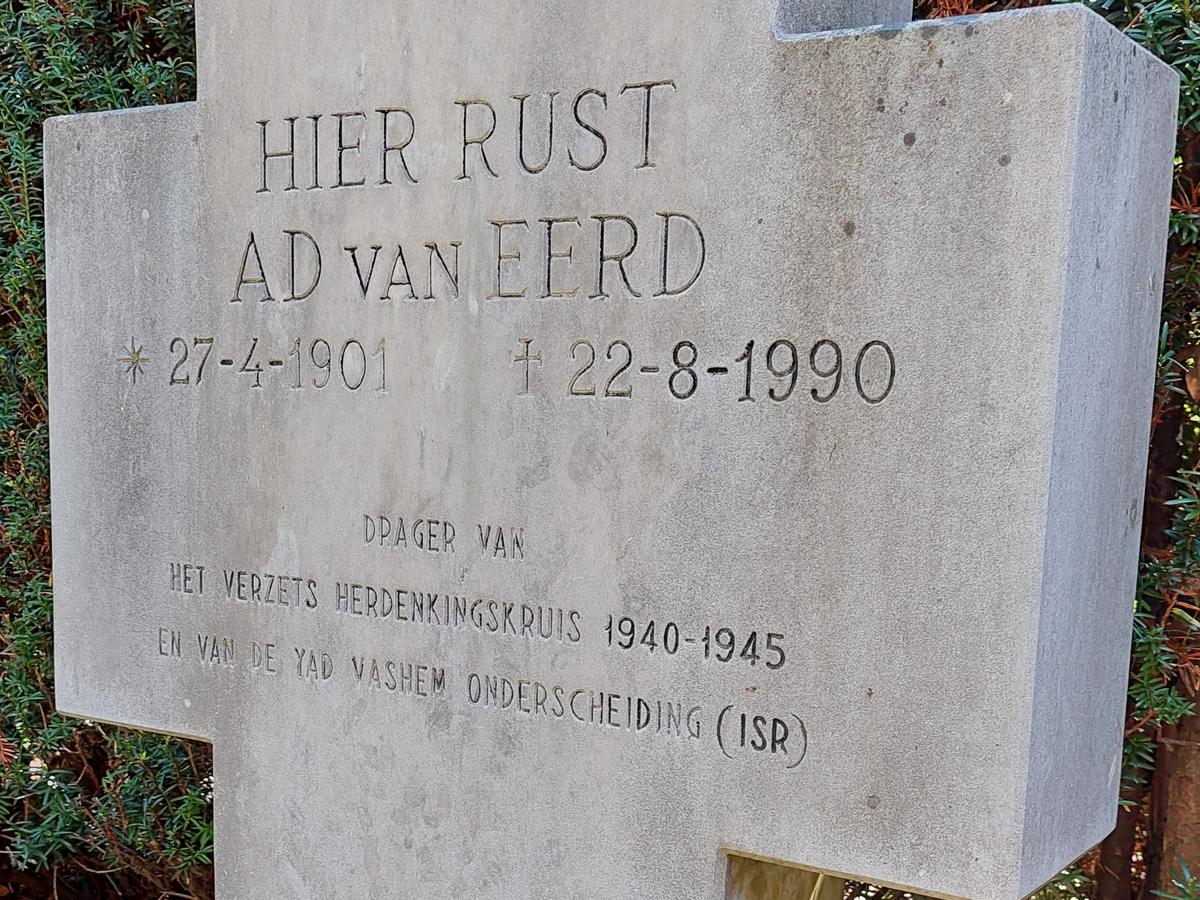 HIER RUST
AD VAN EERD
* 27-4-1901 † 22-8-1990
DRAGER VAN
HET VERZETS HERDENKINGSKRUIS 1940-1945
EN VAN DE YAD VASHEM ONDERSCHEIDING (ISR)